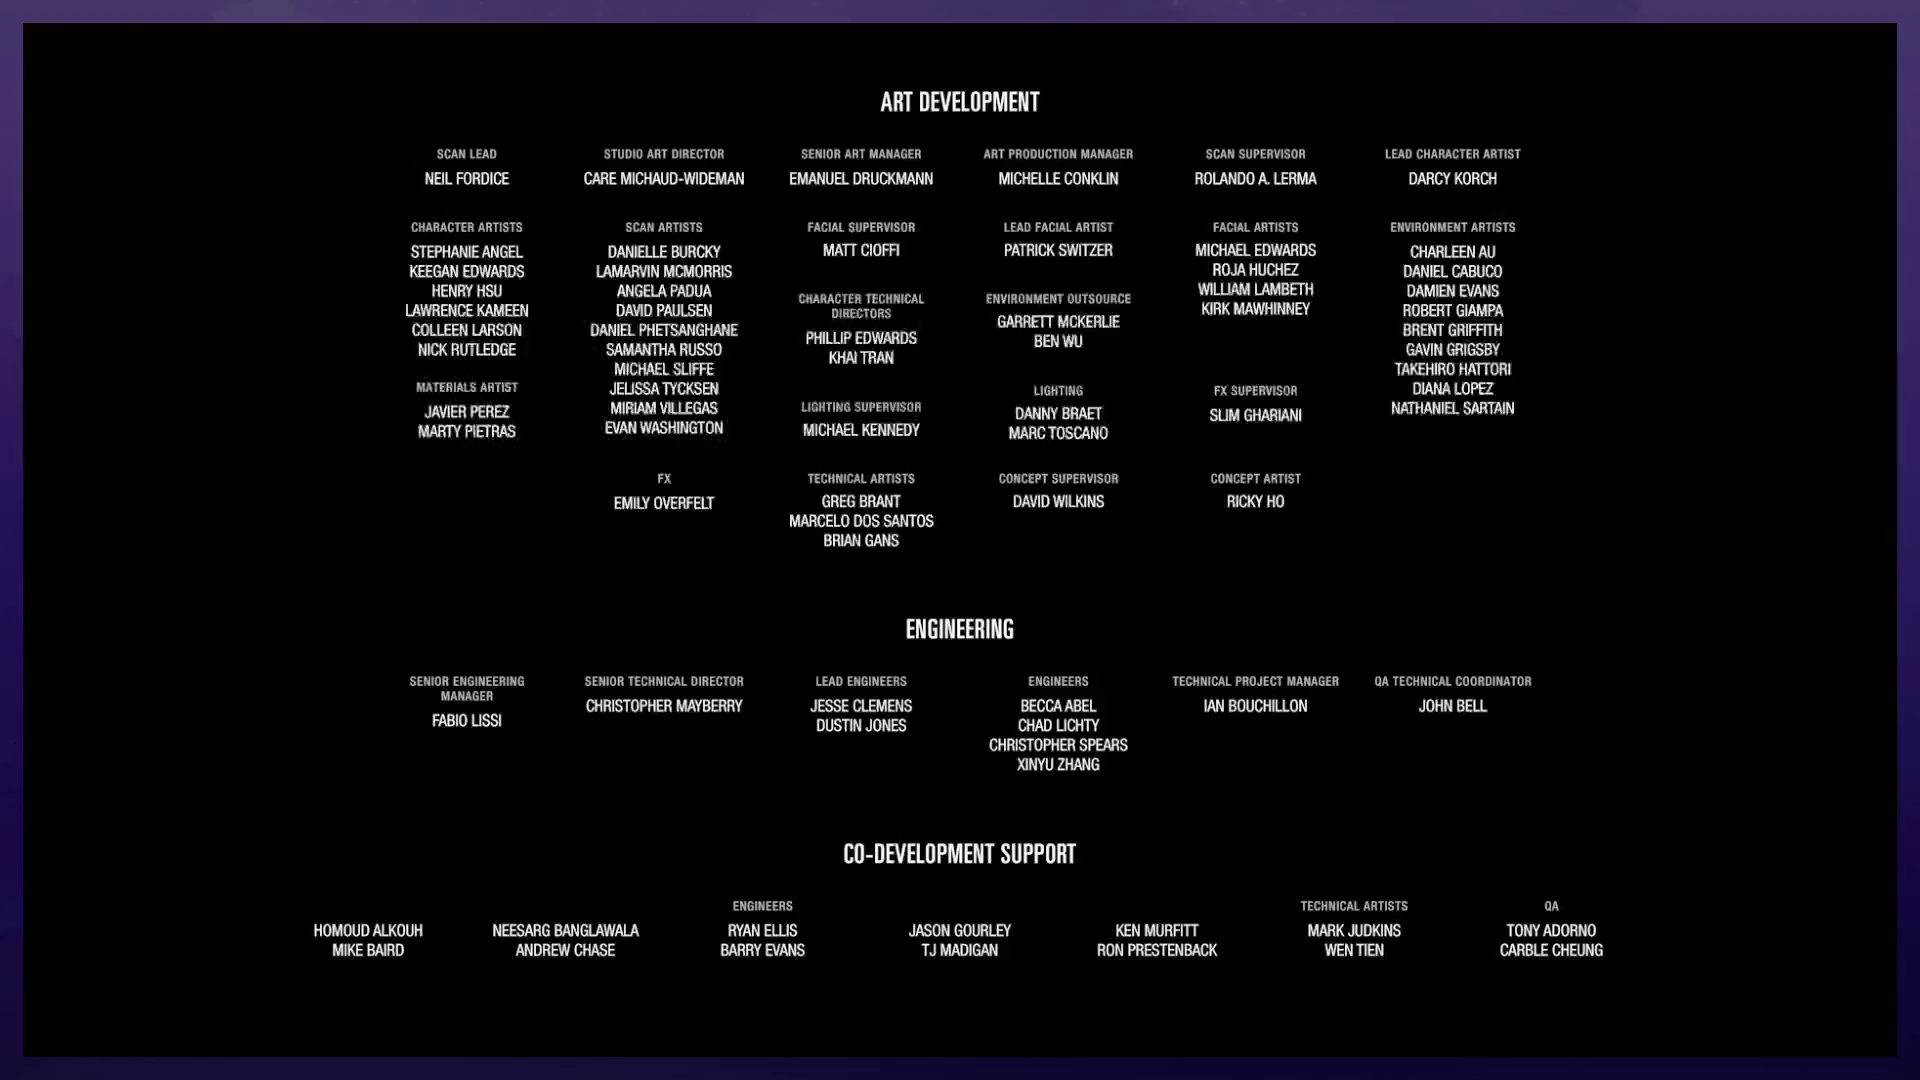 ART DEVELOPMENT
SCAN LEAD
NEIL FORDICE
STUDIO ART DIRECTOR
CARE MICHAUD-WIDEMAN
SENIOR ART MANAGER
EMANUEL DRUCKMANN
ART PRODUCTION MANAGER
MICHELLE CONKLIN
SCAN SUPERVISOR
ROLANDO A. LERMA
LEAD CHARACTER ARTIST
DARCY KORCH
CHARACTER ARTISTS
STEPHANIE ANGEL
KEEGAN EDWARDS
HENRY HSU
LAWRENCE KAMEEN
COLLEEN LARSON
NICK RUTLEDGE
MATERIALS ARTIST
JAVIER PEREZ
MARTY PIETRAS
SCAN ARTISTS
DANIELLE BURCKY
LAMARVIN MCMORRIS
ANGELA PADUA
DAVID PAULSEN
DANIEL PHETSANGHANE
SAMANTHA RUSSO
MICHAEL SLIFFE
JELISSA TYCKSEN
MIRIAM VILLEGAS
EVAN WASHINGTON
FX
EMILY OVERFELT
FACIAL SUPERVISOR
MATT CIOFFI
CHARACTER TECHNICAL
DIRECTORS
PHILLIP EDWARDS
KHAI TRAN
LIGHTING SUPERVISOR
MICHAEL KENNEDY
TECHNICAL ARTISTS
GREG BRANT
MARCELO DOS SANTOS
BRIAN GANS
LEAD FACIAL ARTIST
PATRICK SWITZER
ENVIRONMENT OUTSOURCE
GARRETT MCKERLIE
BEN WU
LIGHTING
DANNY BRAET
MARC TOSCANO
CONCEPT SUPERVISOR
DAVID WILKINS
FACIAL ARTISTS
MICHAEL EDWARDS
ROJA HUCHEZ
WILLIAM LAMBETH
KIRK MAWHINNEY
FX SUPERVISOR
SLIM GHARIANI
CONCEPT ARTIST
RICKY HO
ENVIRONMENT ARTISTS
CHARLEEN AU
DANIEL CABUCO
DAMIEN EVANS
ROBERT GIAMPA
BRENT GRIFFITH
GAVIN GRIGSBY
TAKEHIRO HATTORI
DIANA LOPEZ
NATHANIEL SARTAIN
ENGINEERING
SENIOR ENGINEERING
MANAGER
FABIO LISSI
SENIOR TECHNICAL DIRECTOR
CHRISTOPHER MAYBERRY
LEAD ENGINEERS
JESSE CLEMENS
DUSTIN JONES
ENGINEERS
BECCA ABEL
CHAD LICHTY
CHRISTOPHER SPEARS
XINYU ZHANG
TECHNICAL PROJECT MANAGER
IAN BOUCHILLON
QA TECHNICAL COORDINATOR
JOHN BELL
CO-DEVELOPMENT SUPPORT
HOMOUD ALKOUH
MIKE BAIRD
NEESARG BANGLAWALA
ANDREW CHASE
ENGINEERS
RYAN ELLIS
BARRY EVANS
JASON GOURLEY
TJ MADIGAN
KEN MURFITT
RON PRESTENBACK
TECHNICAL ARTISTS
MARK JUDKINS
WEN TIEN
QA
TONY ADORNO
CARBLE CHEUNG